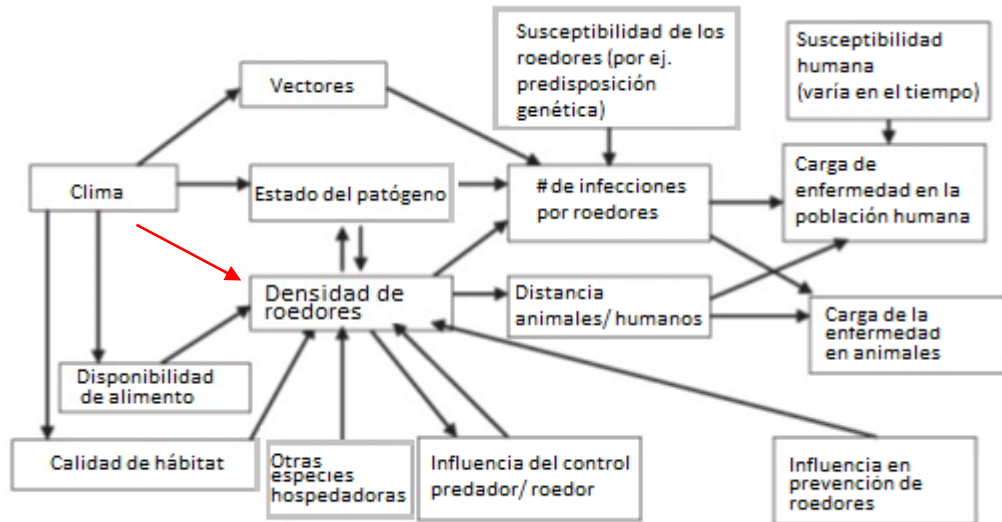 Susceptibilidad de los
roedores (por ej.
predisposición
genética)
Susceptibilidad
humana
(varía en el tiempo)
Vectores
Clima
Estado del patógeno
# de infecciones
por roedores
Carga de
enfermedad en la
población humana
Densidad de
roedores
Distancia
animales/ humanos
Carga de la
enfermedad
en animales
Disponibilidad
de alimento
Calidad de hábitat
Otras
especies
hospedadoras
Influencia del control
predador/ roedor
Influencia en
prevención de
roedores